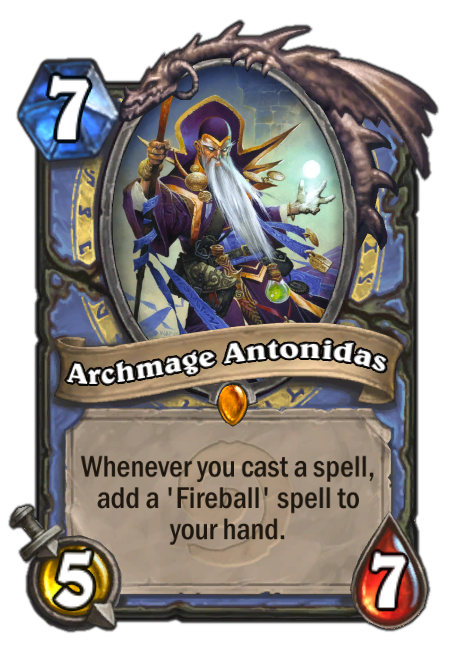 7
Archmage Antonidas
Whenever you cast a spell,
add a 'Fireball' spell to
your hand.
5
7